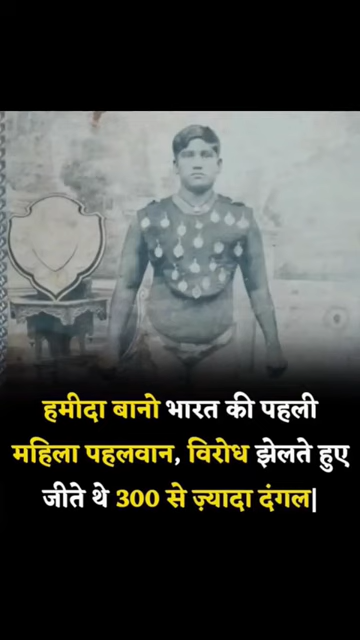 हमीदा बानो भारत की पहली
महिला पहलवान, विरोध झेलते हुए
जीते थे 300 से ज़्यादा दंगल|